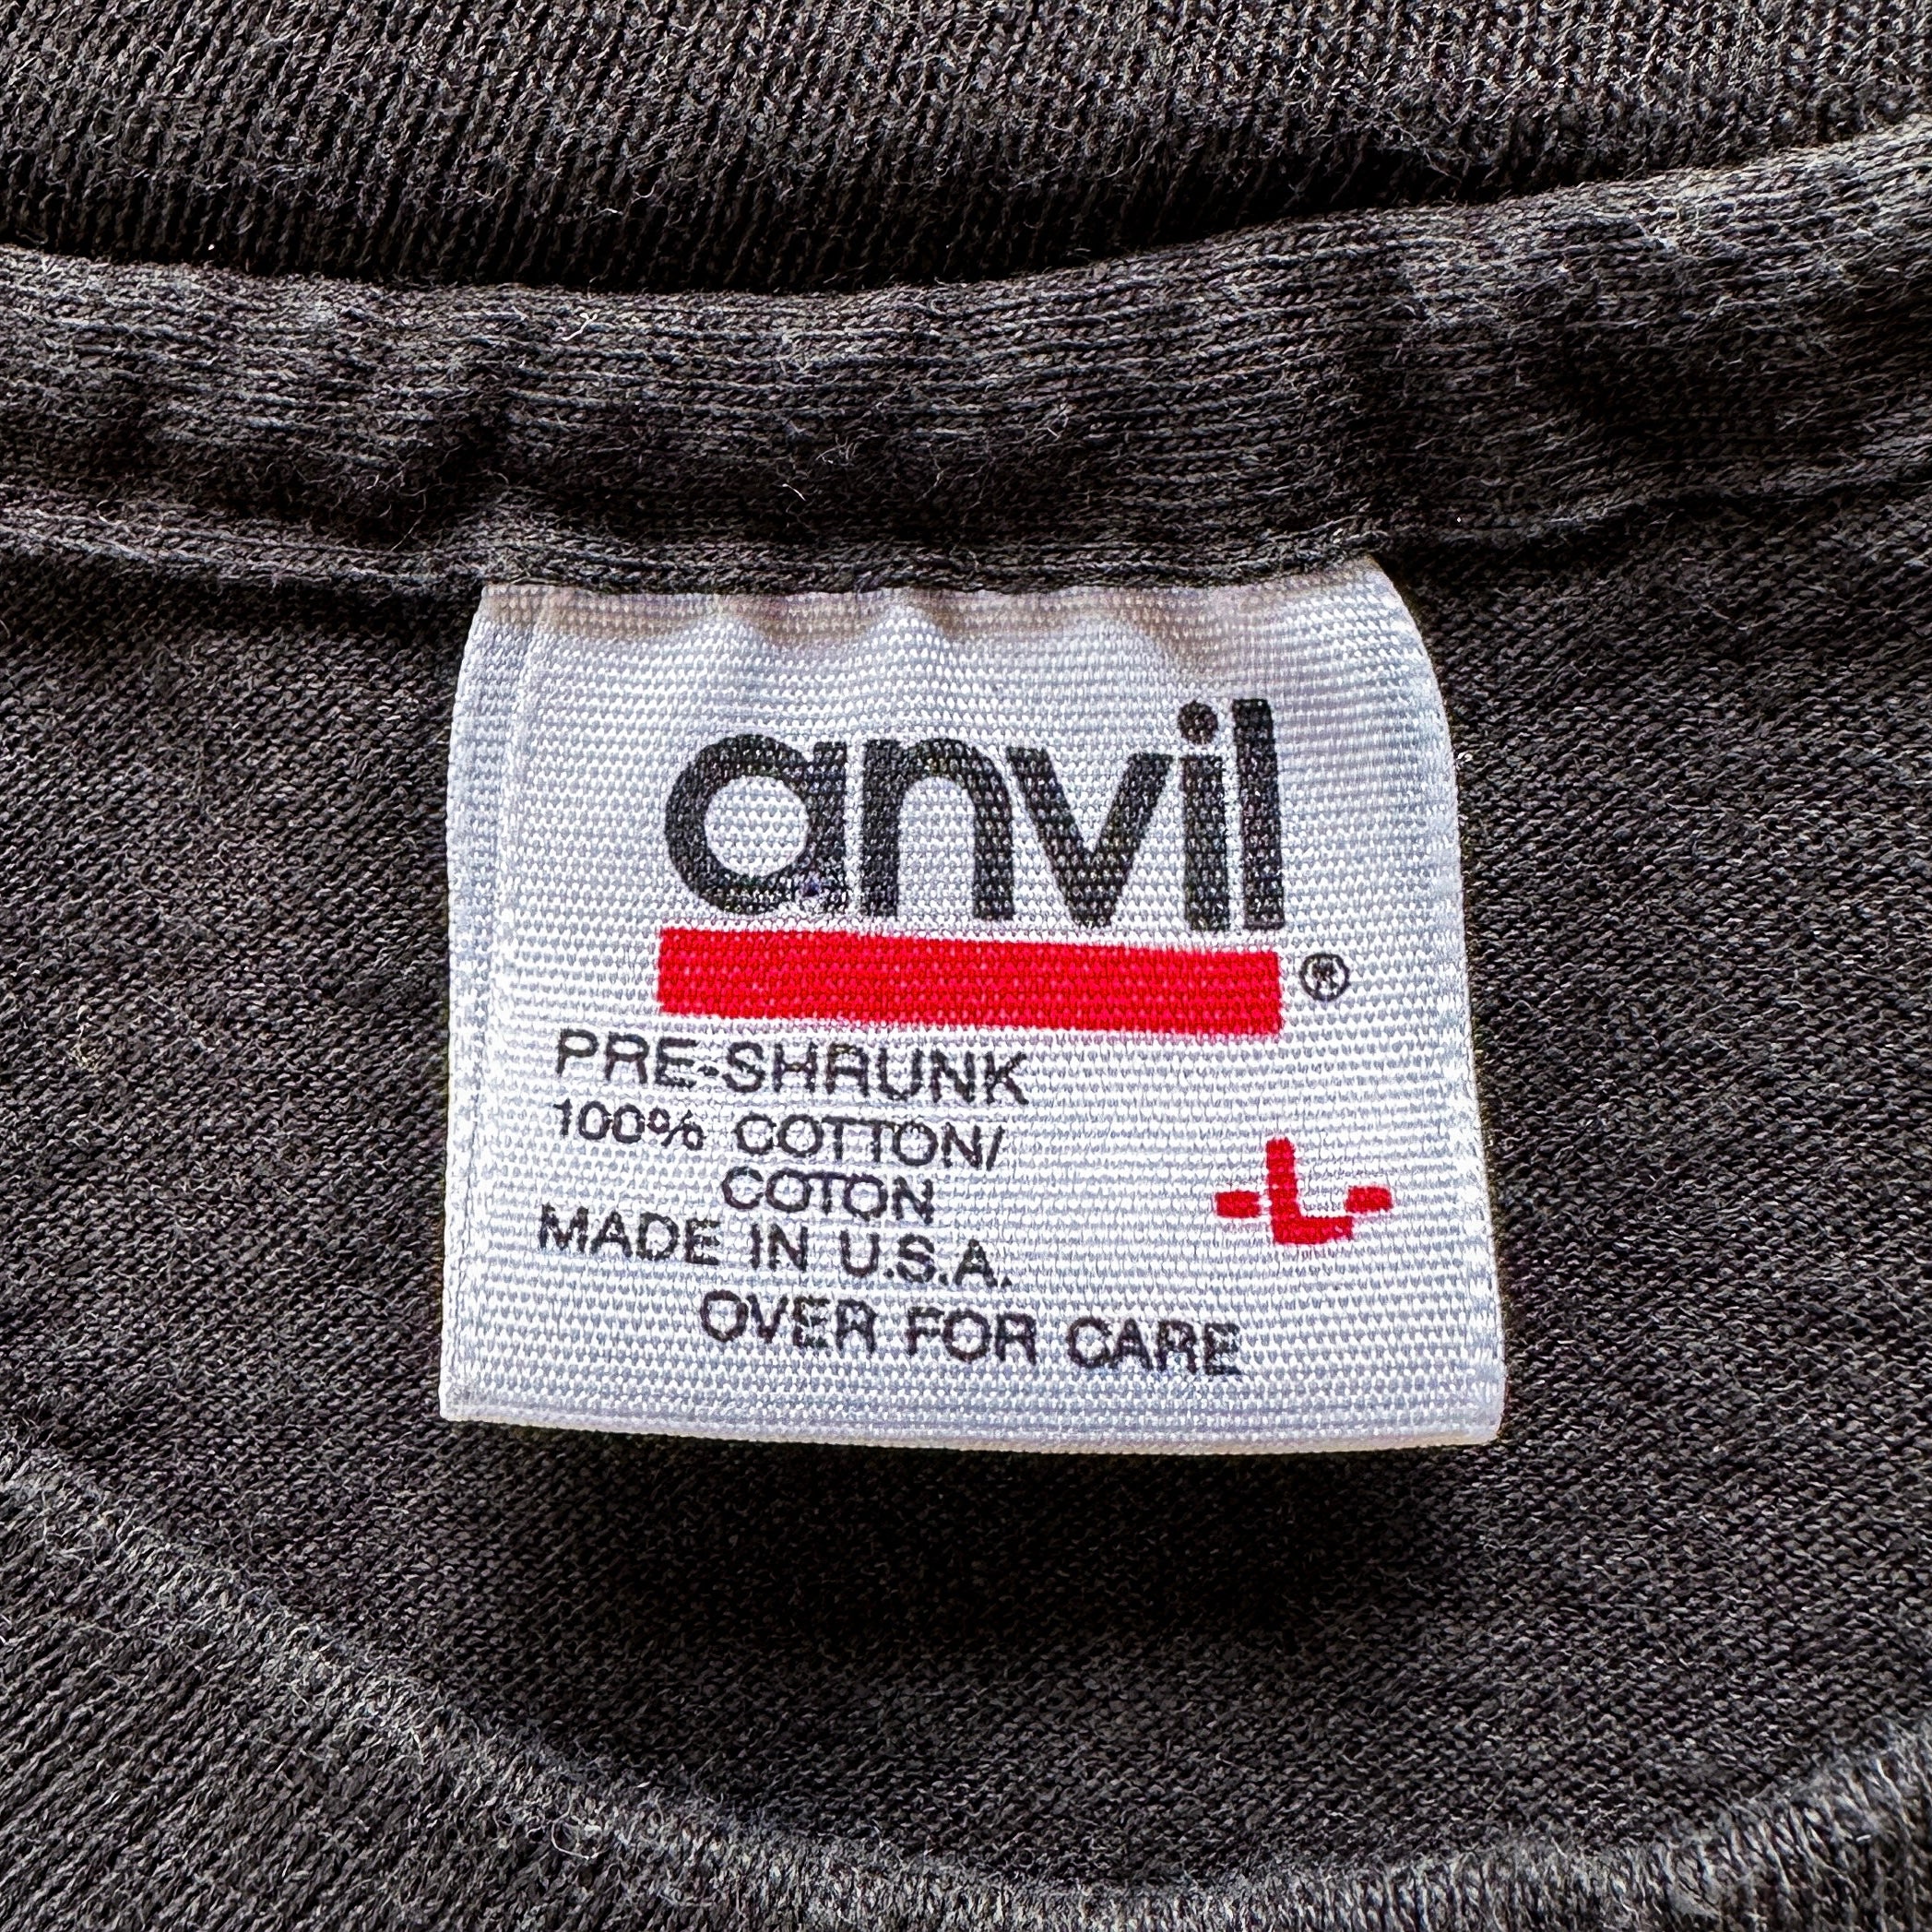 anvil
®
PRE-SHRUNK
100% COTTON/
COTON
-L-
MADE IN U.S.A.
OVER FOR CARE